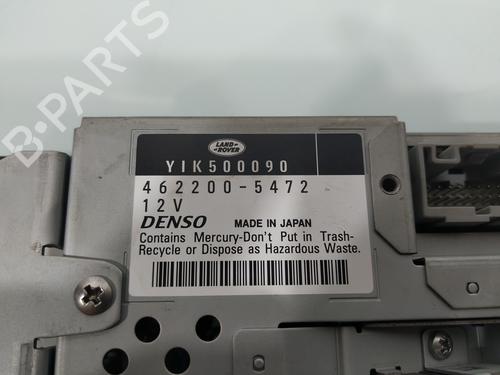 B-PARTS
LAND ROVER
YIK500090
462200-5472
12V
DENSO MADE IN JAPAN
Contains Mercury-Don't Put in Trash-
Recycle or Dispose as Hazardous Waste.